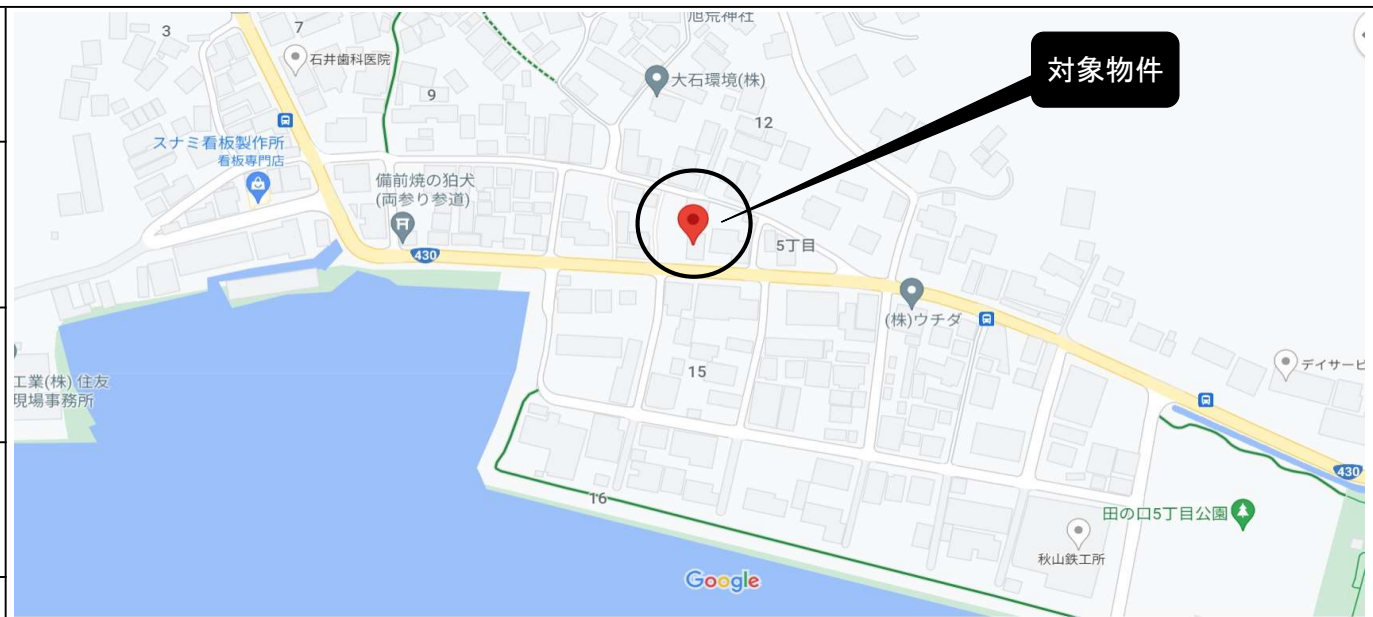 旭荒神社
3
7
石井歯科医院
対象物件
大石環境(株)
9
12
スナミ看板製作所
看板専門店
備前焼の狛犬
(両参り参道)
5丁目
430
(株)ウチダ
デイサービ
15
工業(株) 住友
現場事務所
430
16
田の口5丁目公園
秋山鉄工所
Google